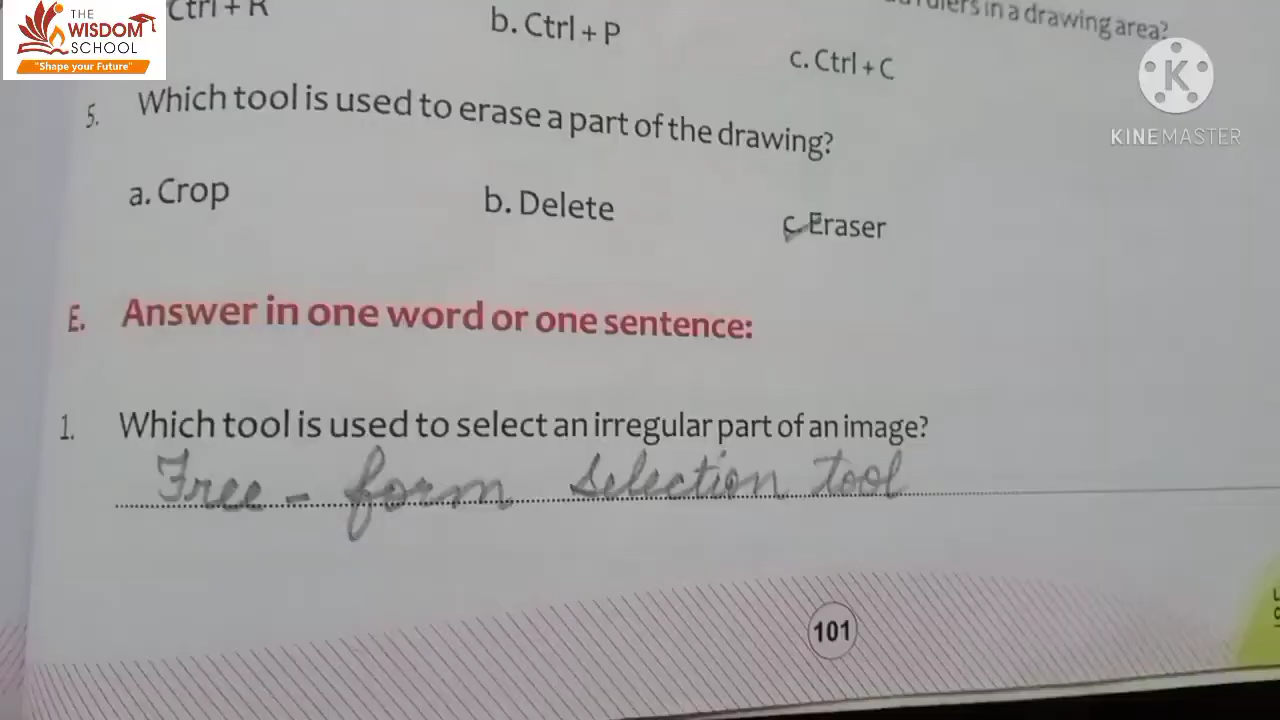 THE
WISDOM
SCHOOL
"Shape your Future"
Ctrl + R
b. Ctrl + P
c. Ctrl + C
rulers in a drawing area?
KINEMASTER
5. Which tool is used to erase a part of the drawing?
a. Crop
b. Delete
c. Eraser
E. Answer in one word or one sentence:
1. Which tool is used to select an irregular part of an image?
Free - form Selection tool
101